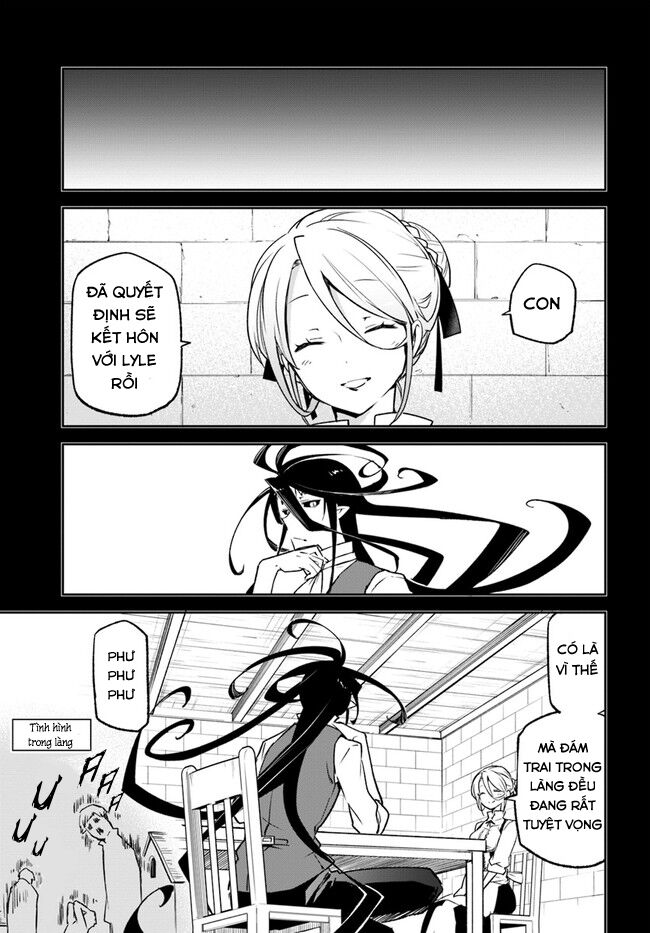 CON
ĐÃ QUYẾT
ĐỊNH SẼ
KẾT HÔN
VỚI LYLE
RỒI
CÓ LẼ
VÌ THẾ
MÀ ĐÁM
TRAI TRONG
LÀNG ĐỀU
ĐANG RẤT
TUYỆT VỌNG
PHƯ
PHƯ
PHƯ
Tình hình
trong làng
Ự Ư Ư
A A A